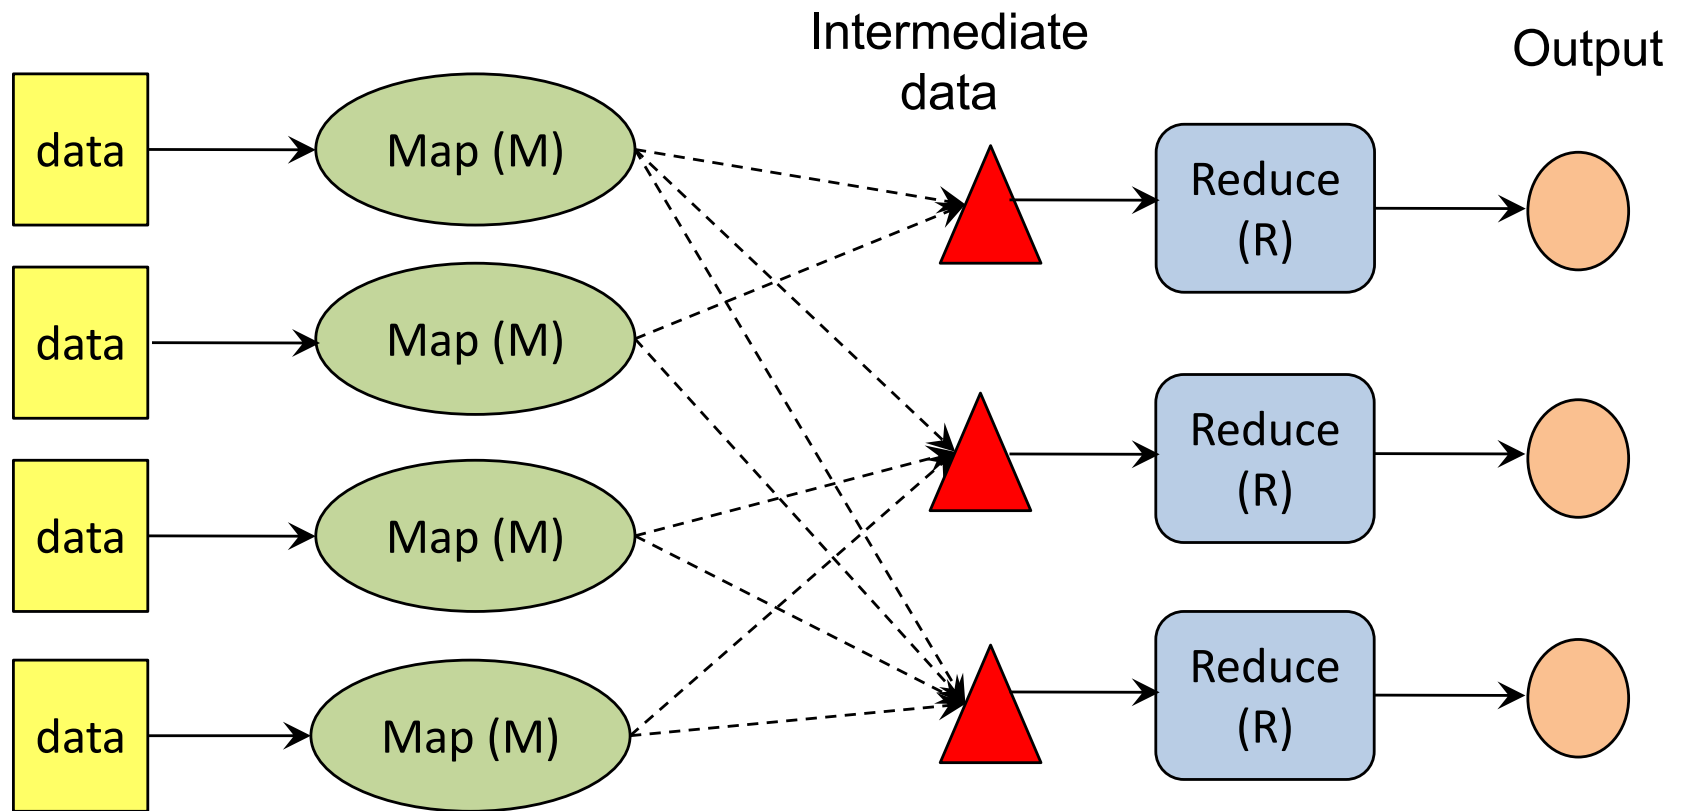 Intermediate
data
Output
data
Map (M)
Reduce
(R)
data
Map (M)
Reduce
(R)
data
Map (M)
Reduce
(R)
data
Map (M)